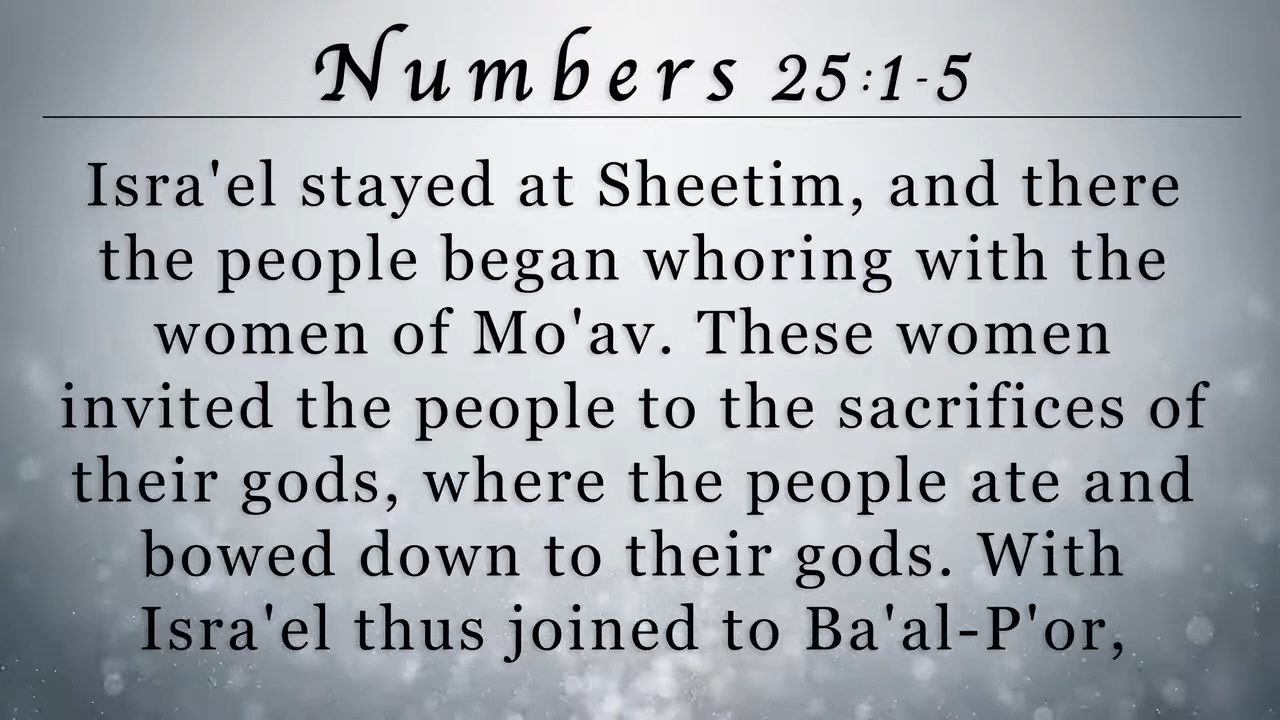 Numbers 25:1-5
Isra'el stayed at Sheetim, and there
the people began whoring with the
women of Mo'av. These women
invited the people to the sacrifices of
their gods, where the people ate and
bowed down to their gods. With
Isra'el thus joined to Ba'al-P'or,